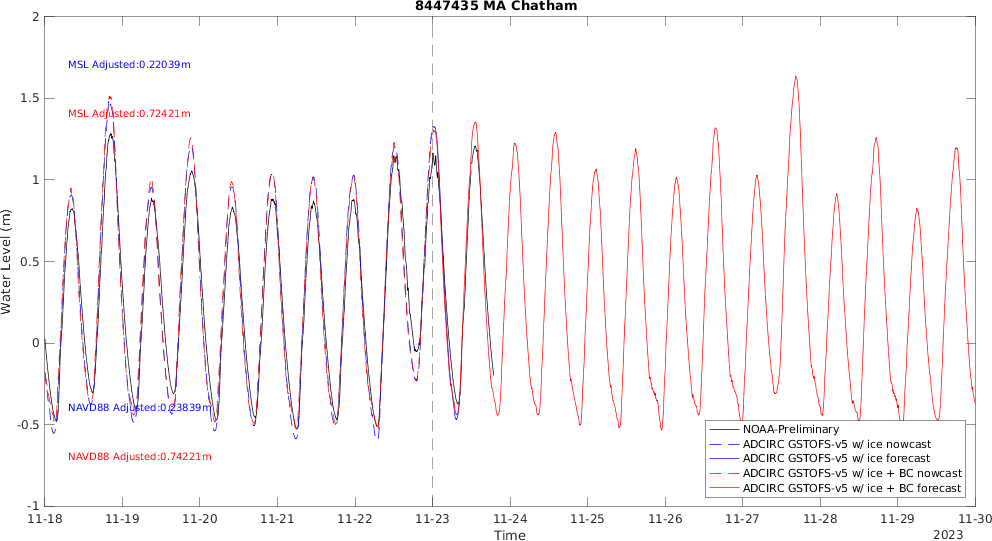 8447435 MA Chatham
2
1.5
1
0.5
0
-0.5
-1
Water Level (m)
MSL Adjusted:0.22039m
MSL Adjusted:0.72421m
NAVD88 Adjusted:0.23839m
NAVD88 Adjusted:0.74221m
NOAA-Preliminary
ADCIRC GSTOFS-v5 w/ ice nowcast
ADCIRC GSTOFS-v5 w/ ice forecast
ADCIRC GSTOFS-v5 w/ ice + BC nowcast
ADCIRC GSTOFS-v5 w/ ice + BC forecast
11-18 11-19 11-20 11-21 11-22 11-23 11-24 11-25 11-26 11-27 11-28 11-29 11-30
Time
2023